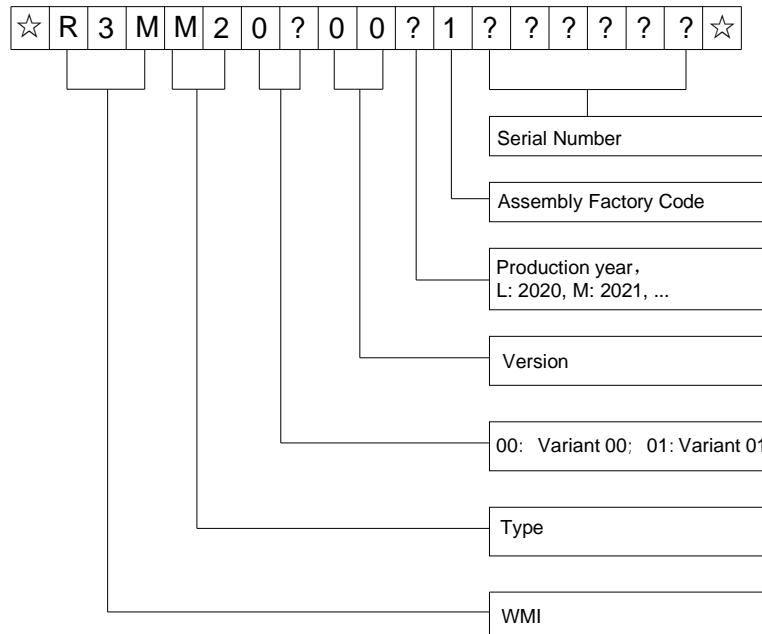 ☆ R 3 M M 2 0 ? 0 0 ? 1 ? ? ? ? ? ? ☆
Serial Number
Assembly Factory Code
Production year，
L: 2020, M: 2021, ...
Version
00: Variant 00; 01: Variant 01
Type
WMI